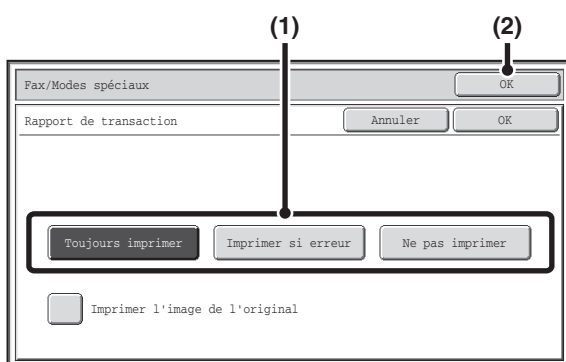 (1) (2)
Fax/Modes spéciaux OK
Rapport de transaction Annuler OK
Toujours imprimer Imprimer si erreur Ne pas imprimer
Imprimer l'image de l'original